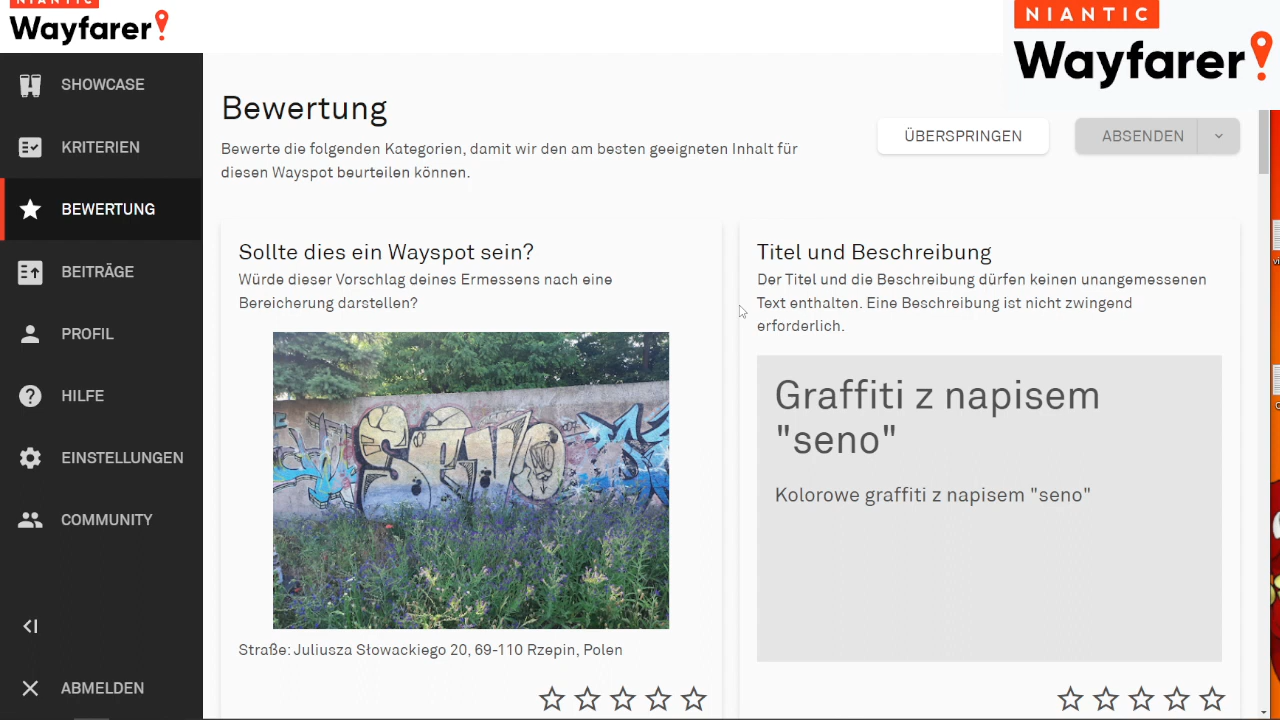 NIANTIC
Wayfarer!
NIANTIC
Wayfarer!
SHOWCASE
KRITERIEN
BEWERTUNG
BEITRÄGE
PROFIL
HILFE
EINSTELLUNGEN
COMMUNITY
ABMELDEN
Bewertung
Bewerte die folgenden Kategorien, damit wir den am besten geeigneten Inhalt für
diesen Wayspot beurteilen können.
ÜBERSPRINGEN
ABSENDEN
Sollte dies ein Wayspot sein?
Würde dieser Vorschlag deines Ermessens nach eine
Bereicherung darstellen?
SENO
Straße: Juliusza Słowackiego 20, 69-110 Rzepin, Polen
Titel und Beschreibung
Der Titel und die Beschreibung dürfen keinen unangemessenen
Text enthalten. Eine Beschreibung ist nicht zwingend
erforderlich.
Graffiti z napisem
"seno"
Kolorowe graffiti z napisem "seno"